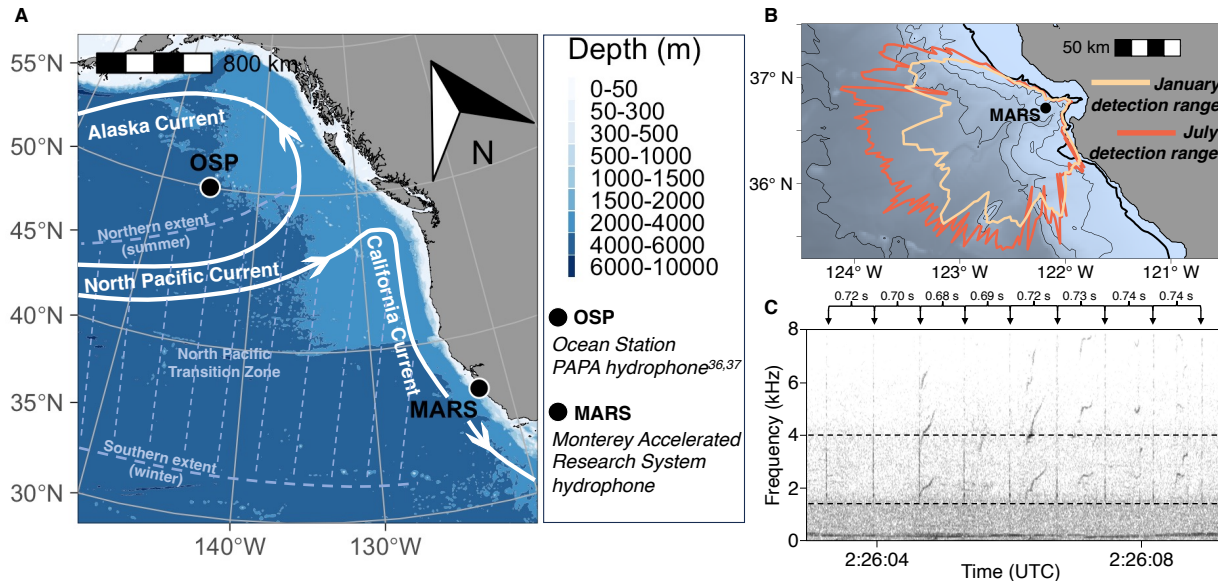 A
55°N
50°N
45°N
40°N
35°N
30°N
140°W
130°W
800 km
N
Alaska Current
OSP
Northern extent
(summer)
North Pacific Current
California Current
North Pacific
Transition Zone
MARS
Southern extent
(winter)
Depth (m)
0-50
50-300
300-500
500-1000
1000-1500
1500-2000
2000-4000
4000-6000
6000-10000
OSP
Ocean Station
PAPA hydrophone36,37
MARS
Monterey Accelerated
Research System
hydrophone
B
50 km
37° N
36° N
MARS
January
detection range
July
detection range
124°W
123°W
122°W
121°W
C
0.72 s
0.70 s
0.68 s
0.69 s
0.72 s
0.73 s
0.74 s
0.74 s
Frequency (kHz)
8
6
4
2
0
2:26:04
2:26:08
Time (UTC)